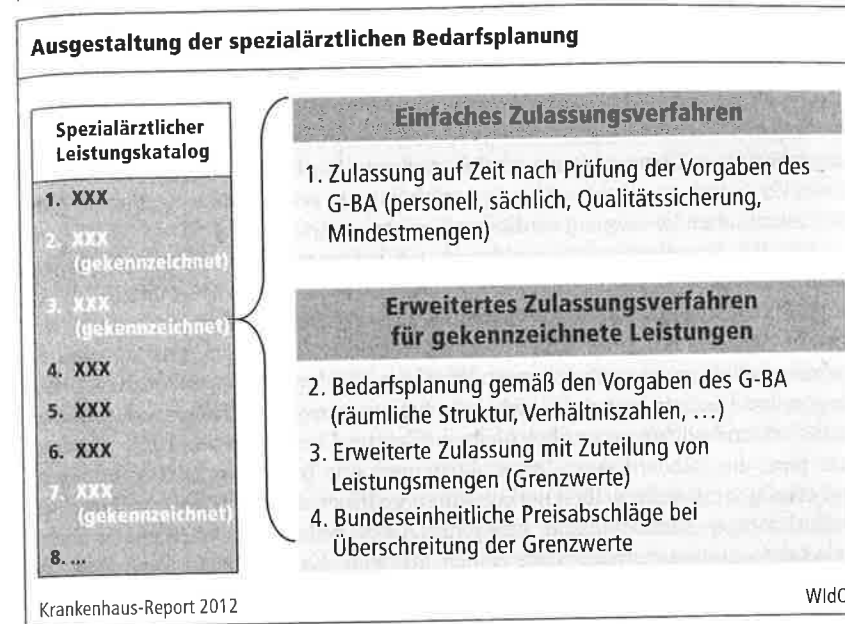 Ausgestaltung der spezialärztlichen Bedarfsplanung
Spezialärztlicher
Leistungskatalog
1. XXX
2. XXX
(gekennzeichnet)
3. XXX
(gekennzeichnet)
4. XXX
5. XXX
6. XXX
7. XXX
(gekennzeichnet)
8. ...
Einfaches Zulassungsverfahren
1. Zulassung auf Zeit nach Prüfung der Vorgaben des
G-BA (personell, sächlich, Qualitätssicherung,
Mindestmengen)
Erweitertes Zulassungsverfahren
für gekennzeichnete Leistungen
2. Bedarfsplanung gemäß den Vorgaben des G-BA
(räumliche Struktur, Verhältniszahlen, ...)
3. Erweiterte Zulassung mit Zuteilung von
Leistungsmengen (Grenzwerte)
4. Bundeseinheitliche Preisabschläge bei
Überschreitung der Grenzwerte
Krankenhaus-Report 2012
WIdO